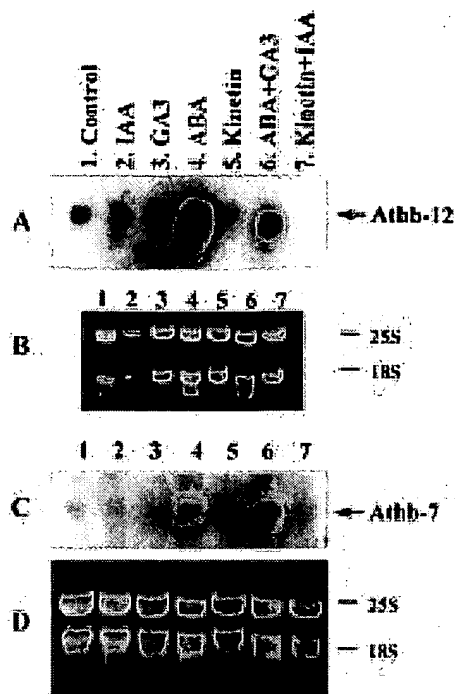 1. Control
2. IAA
3. GA3
4. ABA
5. Kinetin
6. ABA+GA3
7. Kinetin+IAA
A
Athb-12
1 2 3 4 5 6 7
B
25S
18S
1 2 3 4 5 6 7
C
Athb-7
D
25S
18S